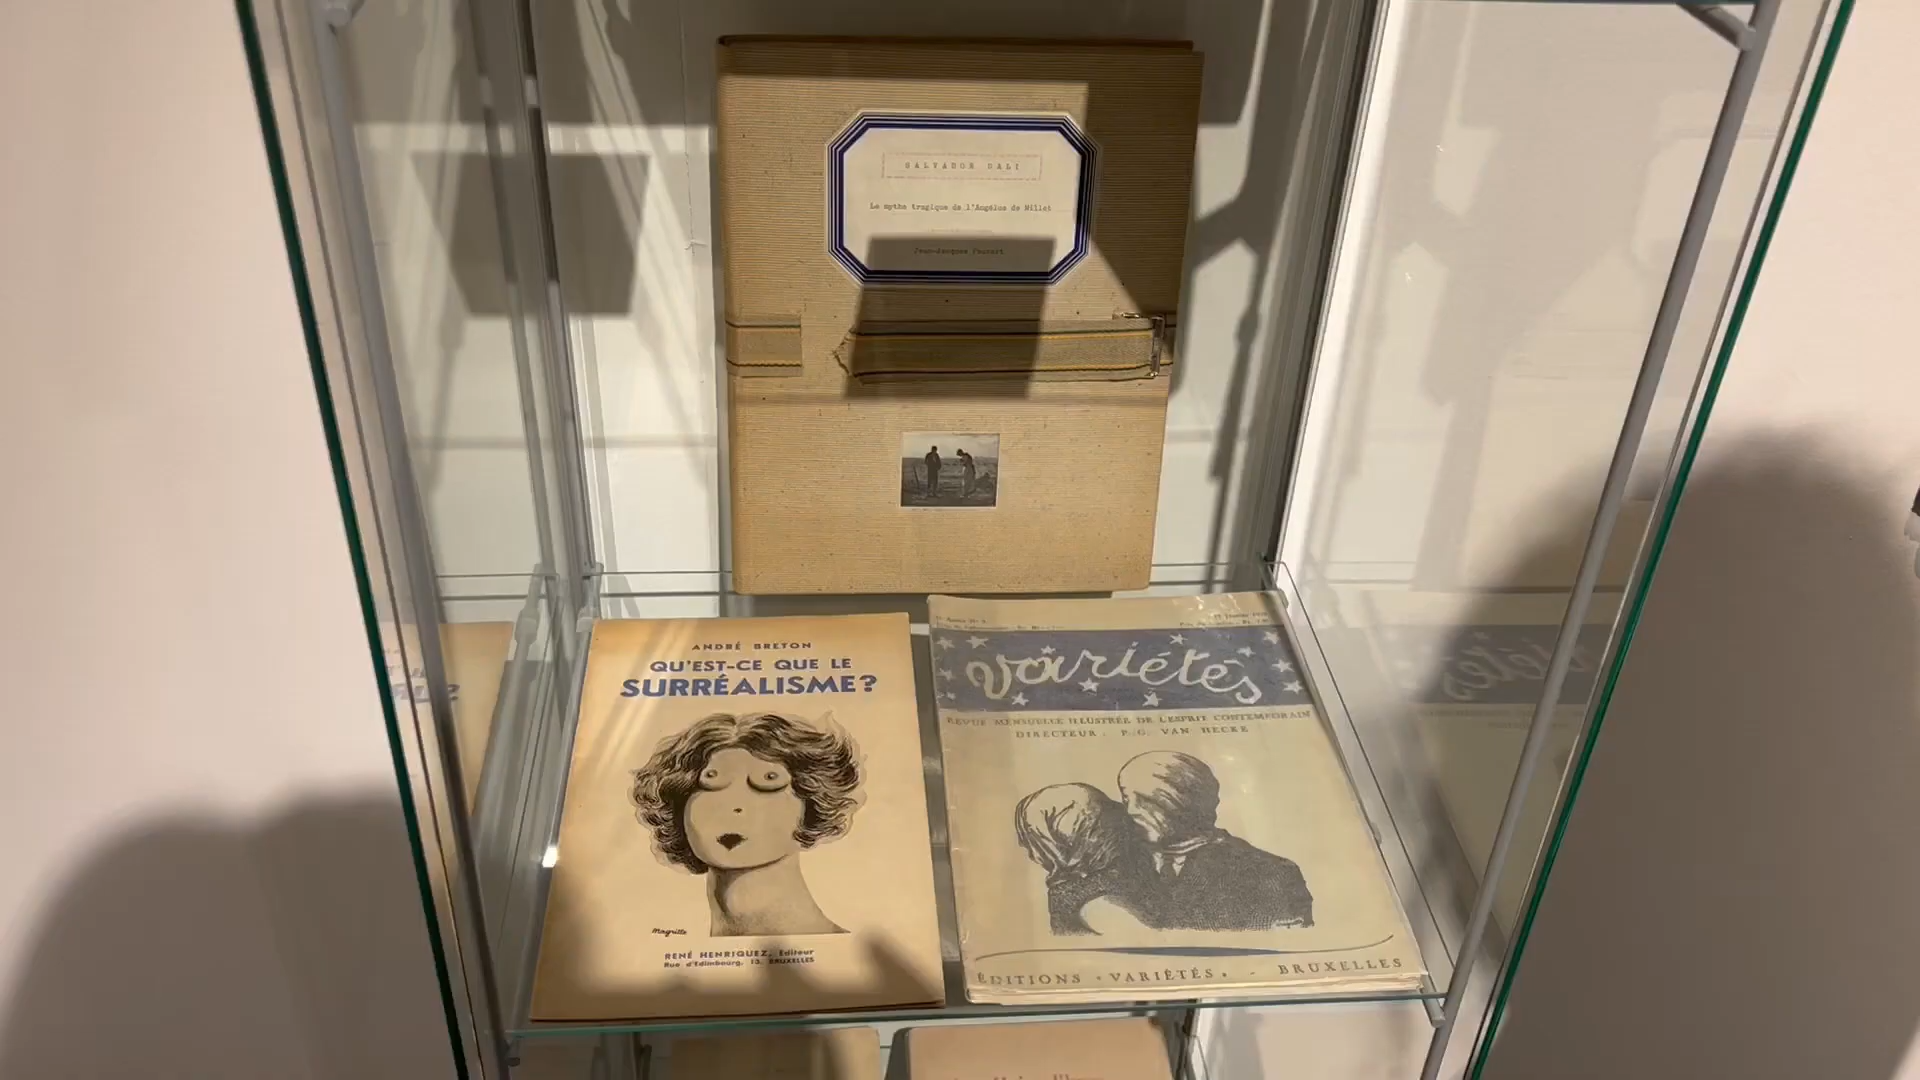 SALVADOR DALI
Le mythe tragique de l'Angélus de Millet
Jean-Jacques Pauvert
ANDRÉ BRETON
QU'EST-CE QUE LE
SURRÉALISME?
Magritte
RENÉ HENRIQUEZ, Editeur
Rue d'Edimbourg, 13, BRUXELLES
variétés
REVUE MENSUELLE ILLUSTRÉE DE L'ESPRIT CONTEMPORAIN
DIRECTEUR . P.-G. VAN HECKE
ÉDITIONS • VARIÉTÉS • - BRUXELLES